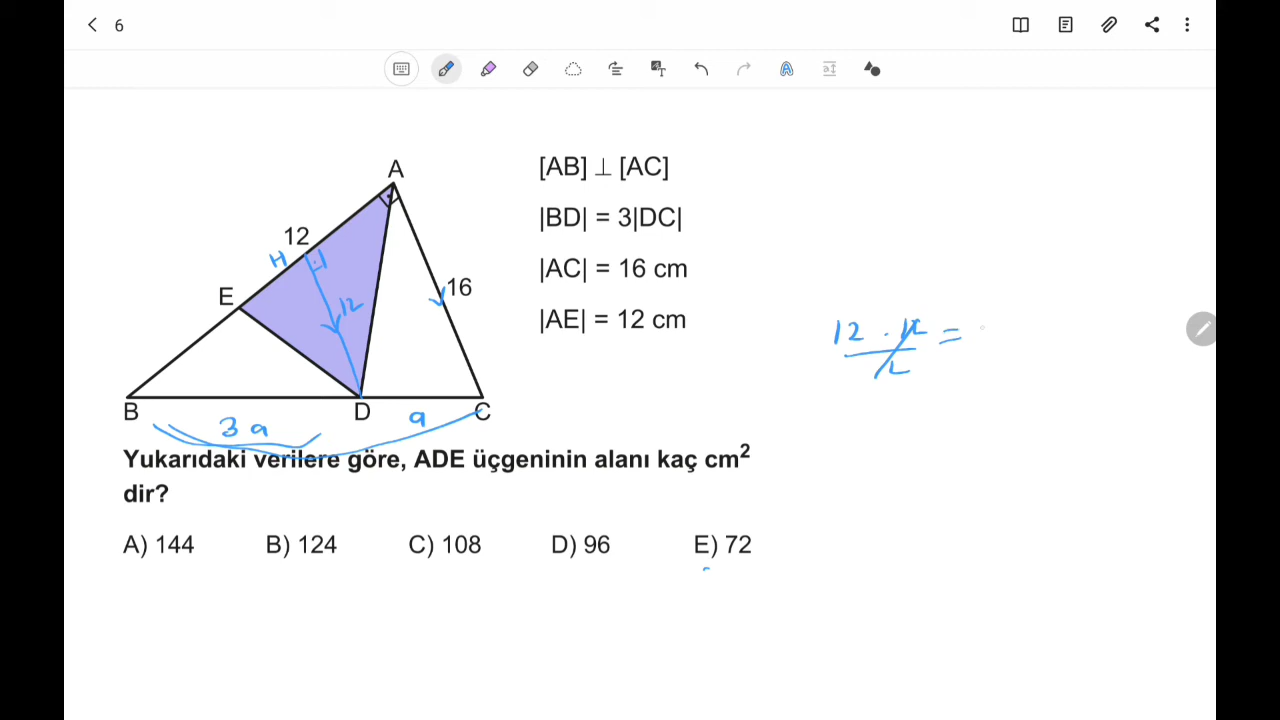 6
A
[AB] ⊥ [AC]
12
|BD| = 3|DC|
H
E
16
|AC| = 16 cm
12
|AE| = 12 cm
12 · 12 =
2
B
D
C
3a
a
Yukarıdaki verilere göre, ADE üçgeninin alanı kaç cm²
dir?
A) 144 B) 124 C) 108 D) 96 E) 72